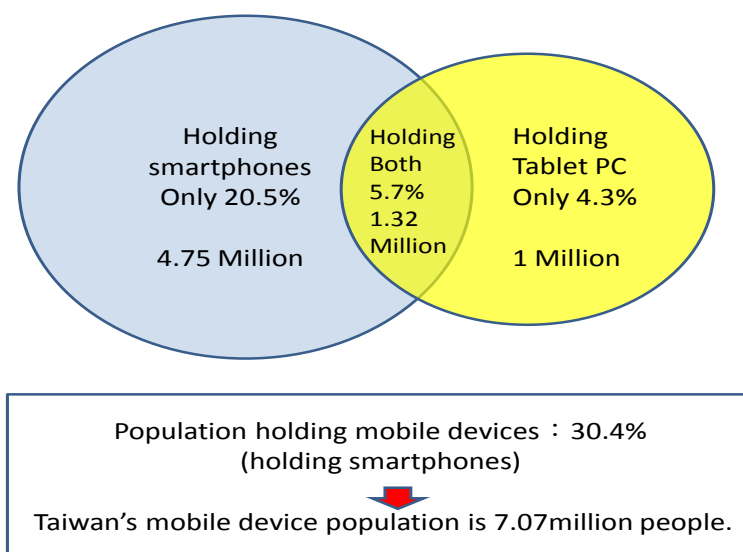 Holding
smartphones
Only 20.5%
4.75 Million
Holding
Both
5.7%
1.32
Million
Holding
Tablet PC
Only 4.3%
1 Million
Population holding mobile devices：30.4%
(holding smartphones)
Taiwan’s mobile device population is 7.07million people.